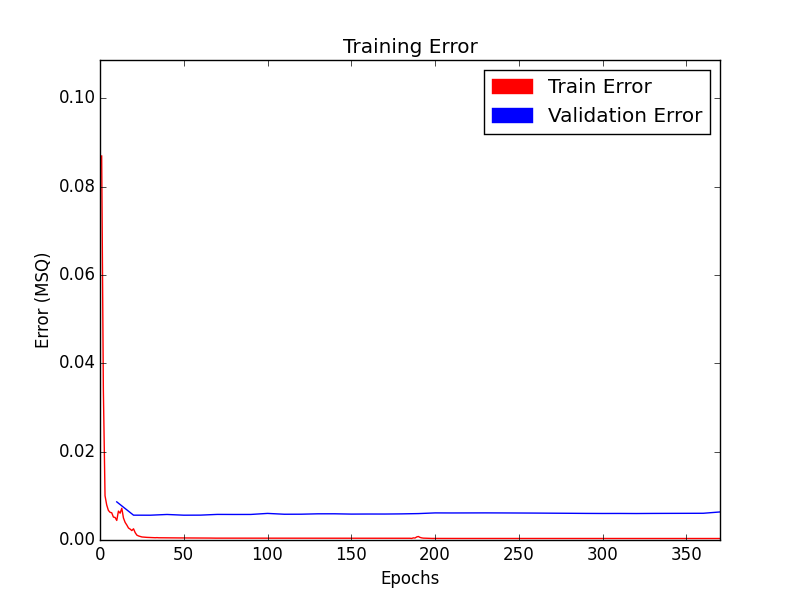 Training Error
Train Error
Validation Error
0.10
0.08
0.06
0.04
0.02
0.00
Error (MSQ)
0 50 100 150 200 250 300 350
Epochs